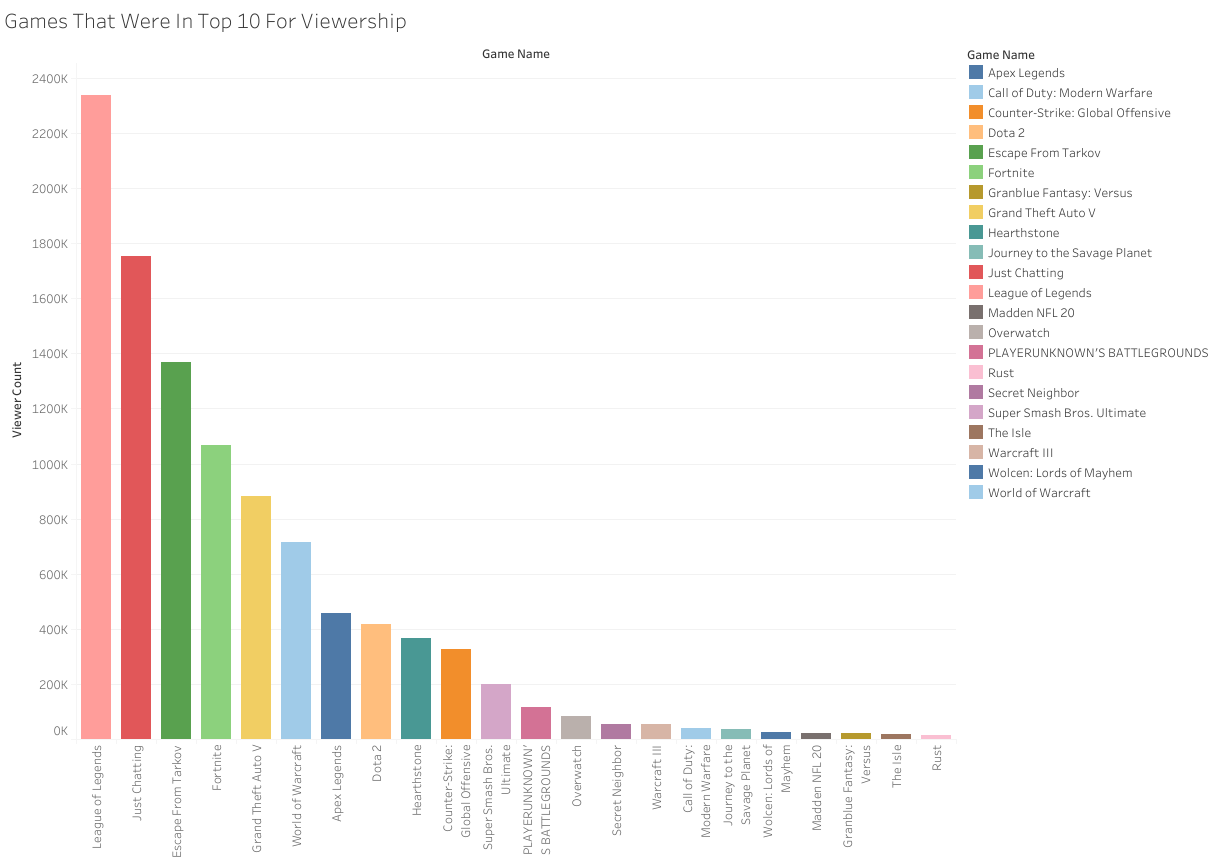 Games That Were In Top 10 For Viewership
Game Name
Viewer Count
2400K
2200K
2000K
1800K
1600K
1400K
1200K
1000K
800K
600K
400K
200K
0K
League of Legends
Just Chatting
Escape From Tarkov
Fortnite
Grand Theft Auto V
World of Warcraft
Apex Legends
Dota 2
Hearthstone
Counter-Strike:
Global Offensive
Super Smash Bros.
Ultimate
PLAYERUNKNOWN’
S BATTLEGROUNDS
Overwatch
Secret Neighbor
Warcraft III
Call of Duty:
Modern Warfare
Journey to the
Savage Planet
Wolcen: Lords of
Mayhem
Madden NFL 20
Granblue Fantasy:
Versus
The Isle
Rust
Game Name
Apex Legends
Call of Duty: Modern Warfare
Counter-Strike: Global Offensive
Dota 2
Escape From Tarkov
Fortnite
Granblue Fantasy: Versus
Grand Theft Auto V
Hearthstone
Journey to the Savage Planet
Just Chatting
League of Legends
Madden NFL 20
Overwatch
PLAYERUNKNOWN’S BATTLEGROUNDS
Rust
Secret Neighbor
Super Smash Bros. Ultimate
The Isle
Warcraft III
Wolcen: Lords of Mayhem
World of Warcraft